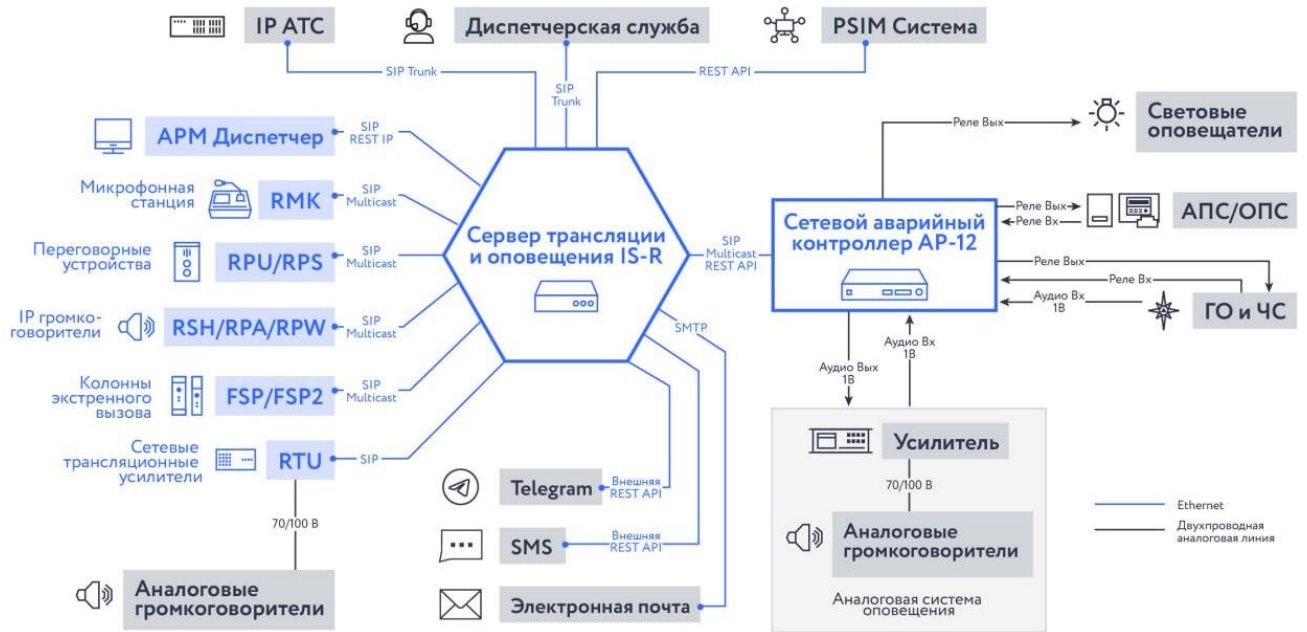 IP АТС
Диспетчерская служба
PSIM Система
SIP Trunk
SIP
Trunk
REST API
АРМ Диспетчер
SIP
REST IP
Микрофонная
станция
RMK
SIP
Multicast
Переговорные
устройства
RPU/RPS
SIP
Multicast
IP громко-
говорители
RSH/RPA/RPW
SIP
Multicast
Колонны
экстренного
вызова
FSP/FSP2
SIP
Multicast
Сетевые
трансляционные
усилители
RTU
SIP
70/100 В
Аналоговые
громкоговорители
Сервер трансляции
и оповещения IS-R
SIP
Multicast
REST API
SMTP
Telegram
Внешняя
REST API
SMS
Внешняя
REST API
Электронная почта
Сетевой аварийный
контроллер AP-12
Реле Вых
Световые
оповещатели
Реле Вых
Реле Вх
АПС/ОПС
Реле Вых
Реле Вх
Аудио Вх
1В
ГО и ЧС
Аудио Вых
1В
Аудио Вх
1В
Усилитель
70/100 В
Аналоговые
громкоговорители
Аналоговая система
оповещения
Ethernet
Двухпроводная
аналоговая линия